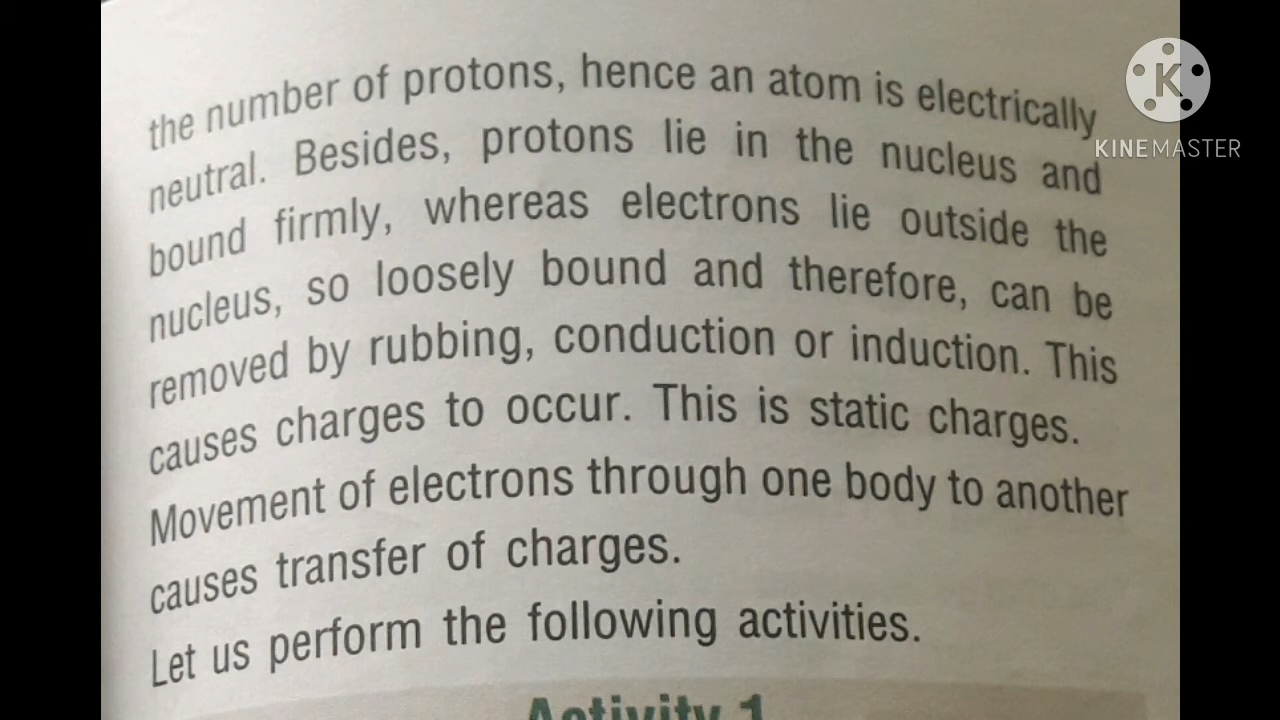 the number of protons, hence an atom is electrically
neutral. Besides, protons lie in the nucleus and
bound firmly, whereas electrons lie outside the
nucleus, so loosely bound and therefore, can be
removed by rubbing, conduction or induction. This
causes charges to occur. This is static charges.
Movement of electrons through one body to another
causes transfer of charges.
Let us perform the following activities.
Activity 1
K
KINEMASTER